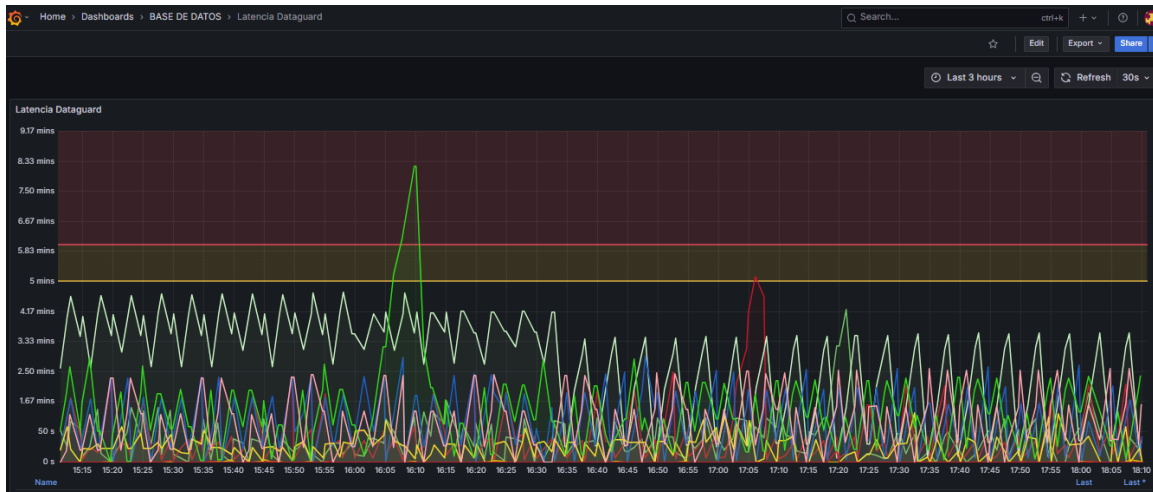 Home › Dashboards › BASE DE DATOS › Latencia Dataguard
Search... ctrl+k
Edit Export Share
Last 3 hours Refresh 30s
Latencia Dataguard
9.17 mins
8.33 mins
7.50 mins
6.67 mins
5.83 mins
5 mins
4.17 mins
3.33 mins
2.50 mins
1.67 mins
50 s
0 s
15:15 15:20 15:25 15:30 15:35 15:40 15:45 15:50 15:55 16:00 16:05 16:10 16:15 16:20 16:25 16:30 16:35 16:40 16:45 16:50 16:55 17:00 17:05 17:10 17:15 17:20 17:25 17:30 17:35 17:40 17:45 17:50 17:55 18:00 18:05 18:10
Name Last Last *